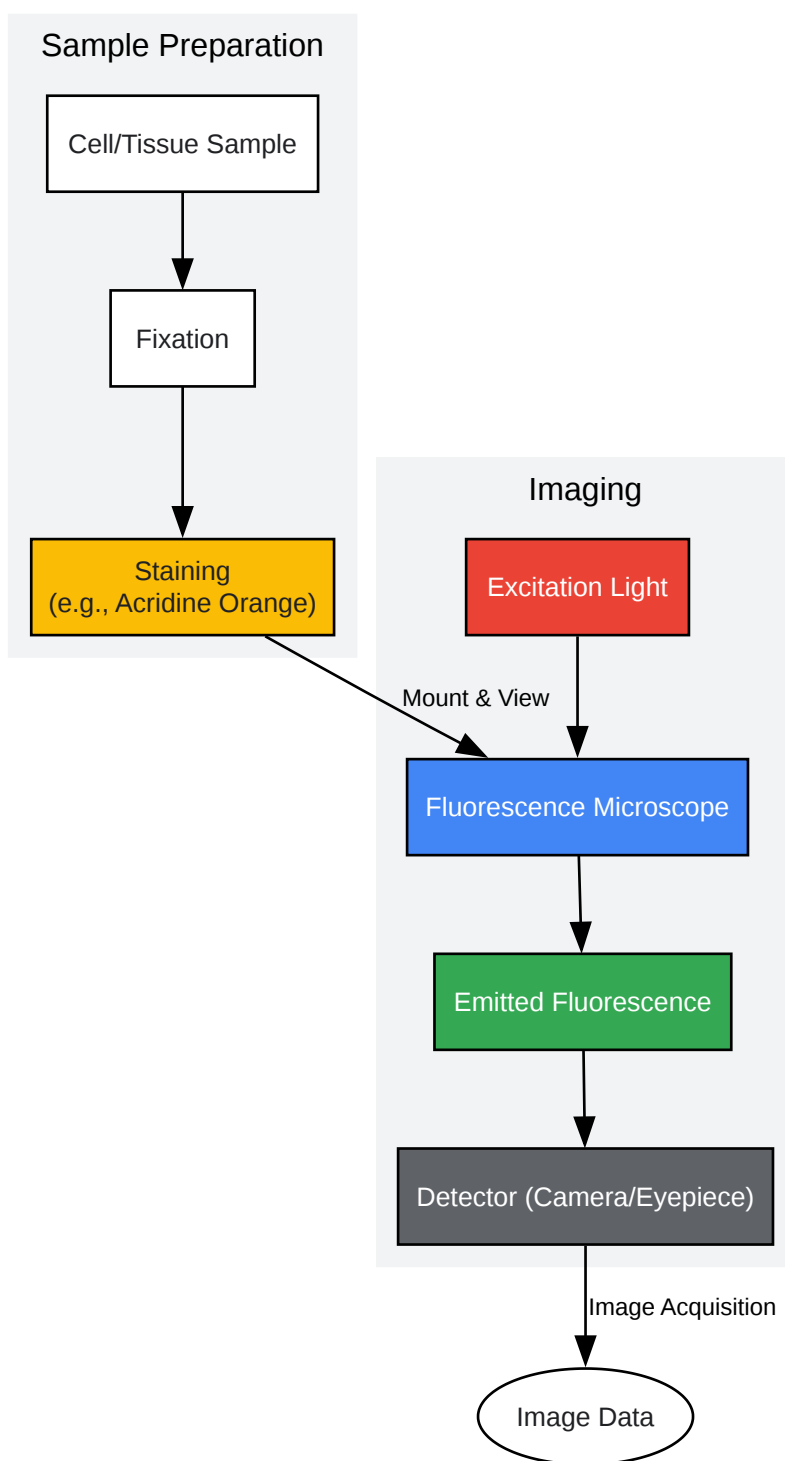 Sample Preparation
Cell/Tissue Sample
Fixation
Staining
(e.g., Acridine Orange)
Imaging
Excitation Light
Mount & View
Fluorescence Microscope
Emitted Fluorescence
Detector (Camera/Eyepiece)
Image Acquisition
Image Data